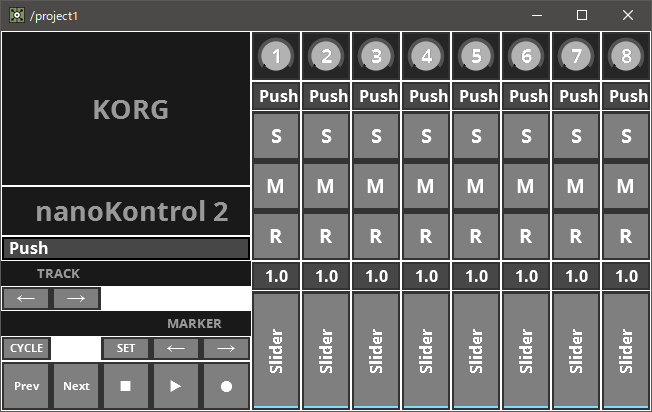 /project1
KORG
nanoKontrol 2
Push
TRACK
← →
MARKER
CYCLE SET ← →
Prev Next
1 2 3 4 5 6 7 8
Push Push Push Push Push Push Push Push
S S S S S S S S
M M M M M M M M
R R R R R R R R
1.0 1.0 1.0 1.0 1.0 1.0 1.0 1.0
Slider Slider Slider Slider Slider Slider Slider Slider